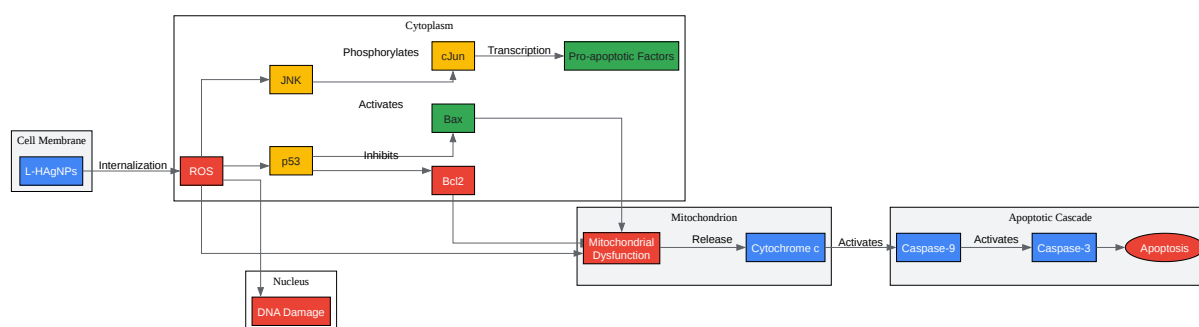 Cytoplasm
Phosphorylates
cJun
Transcription
Pro-apoptotic Factors
JNK
Activates
Bax
Cell Membrane
L-HAgNPs
Internalization
ROS
p53
Inhibits
Bcl2
Mitochondrion
Mitochondrial
Dysfunction
Release
Cytochrome c
Activates
Apoptotic Cascade
Caspase-9
Activates
Caspase-3
Apoptosis
Nucleus
DNA Damage